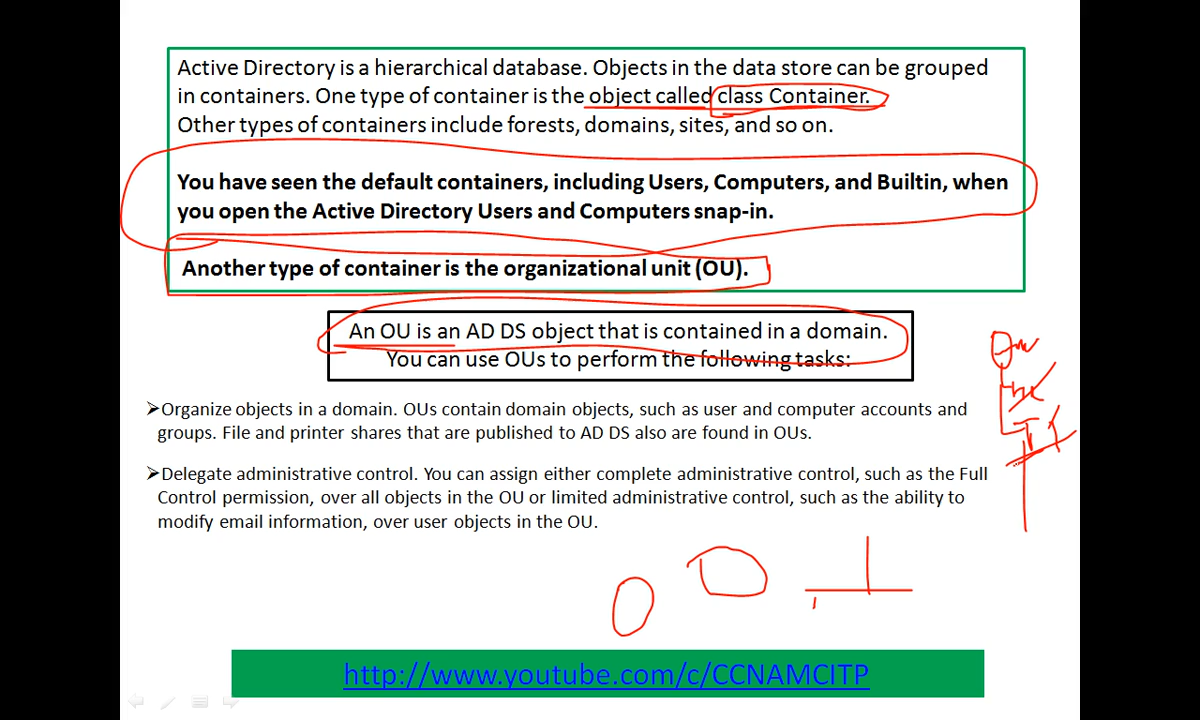 Active Directory is a hierarchical database. Objects in the data store can be grouped
in containers. One type of container is the object called class Container.
Other types of containers include forests, domains, sites, and so on.
You have seen the default containers, including Users, Computers, and Builtin, when
you open the Active Directory Users and Computers snap-in.
Another type of container is the organizational unit (OU).
An OU is an AD DS object that is contained in a domain.
You can use OUs to perform the following tasks:
➢Organize objects in a domain. OUs contain domain objects, such as user and computer accounts and
groups. File and printer shares that are published to AD DS also are found in OUs.
➢Delegate administrative control. You can assign either complete administrative control, such as the Full
Control permission, over all objects in the OU or limited administrative control, such as the ability to
modify email information, over user objects in the OU.
http://www.youtube.com/c/CCNAMCITP